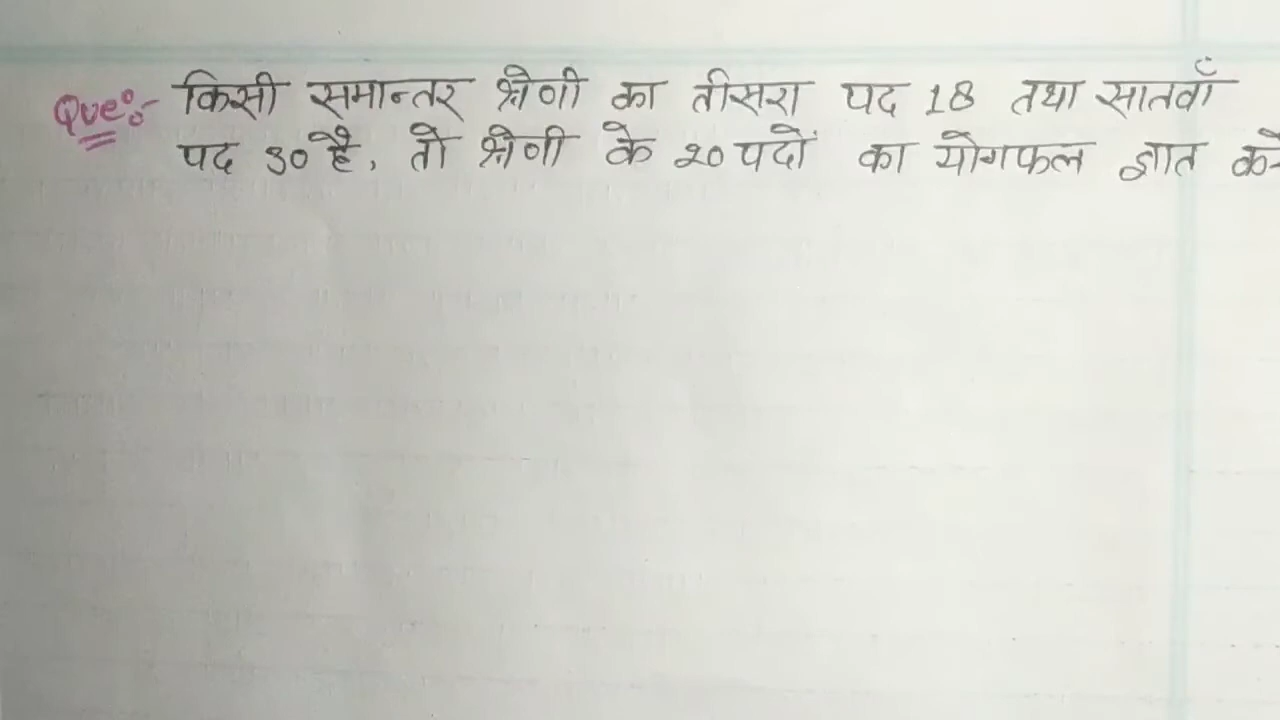 Que:- किसी समान्तर श्रेणी का तीसरा पद 18 तथा सातवाँ
पद 30 है, तो श्रेणी के 20 पदों का योगफल ज्ञात